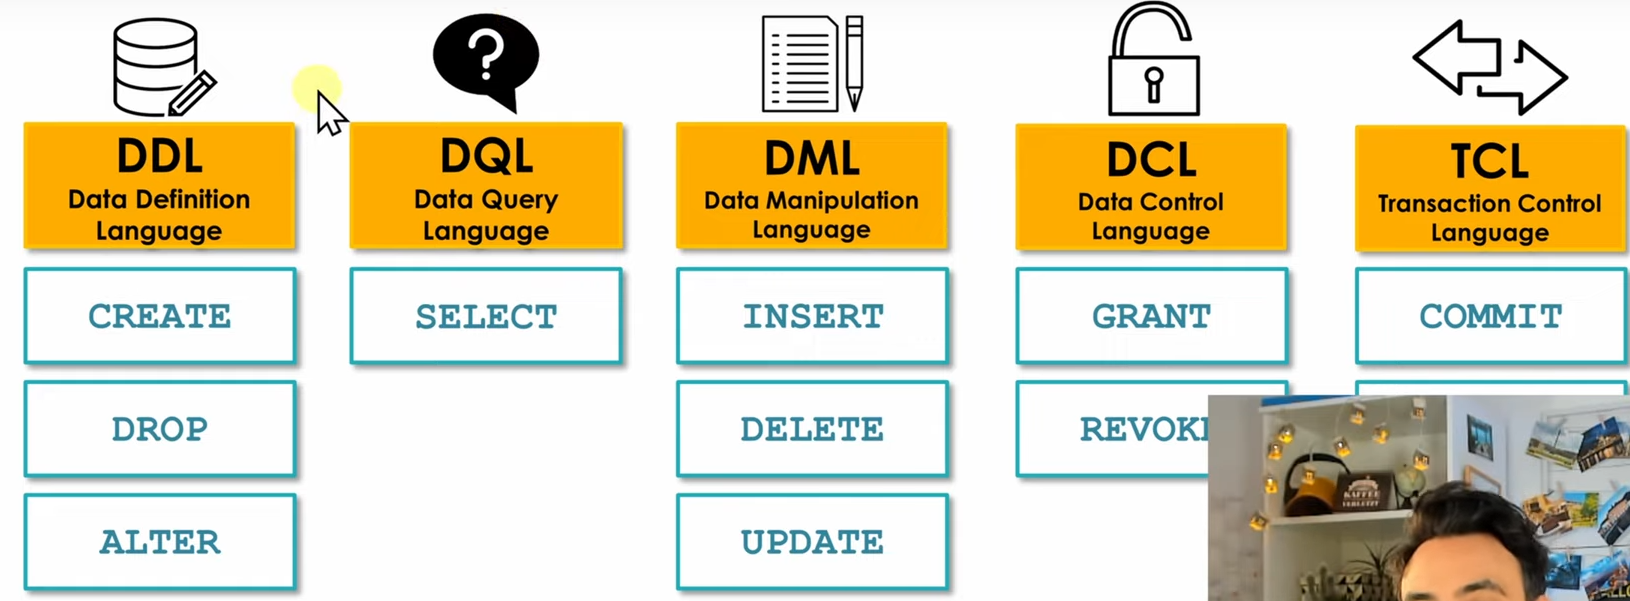 ?
DDL
Data Definition
Language
CREATE
DROP
ALTER
DQL
Data Query
Language
SELECT
DML
Data Manipulation
Language
INSERT
DELETE
UPDATE
DCL
Data Control
Language
GRANT
REVOK
TCL
Transaction Control
Language
COMMIT
KAFFEE